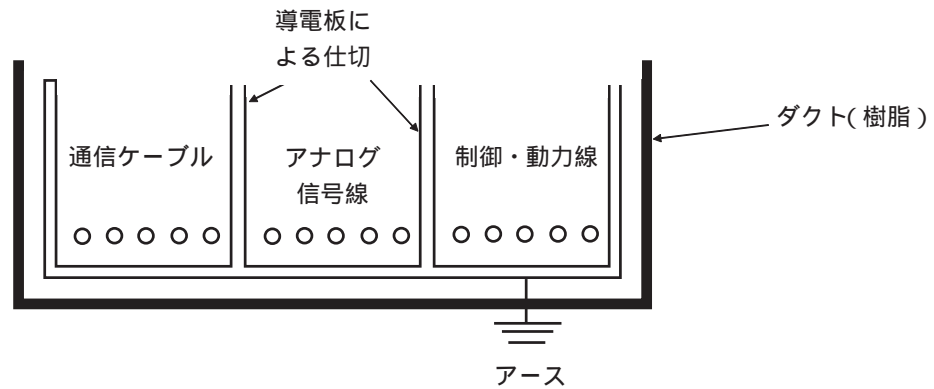 導電板に
よる仕切
ダクト(樹脂)
通信ケーブル
アナログ
信号線
制御・動力線
アース